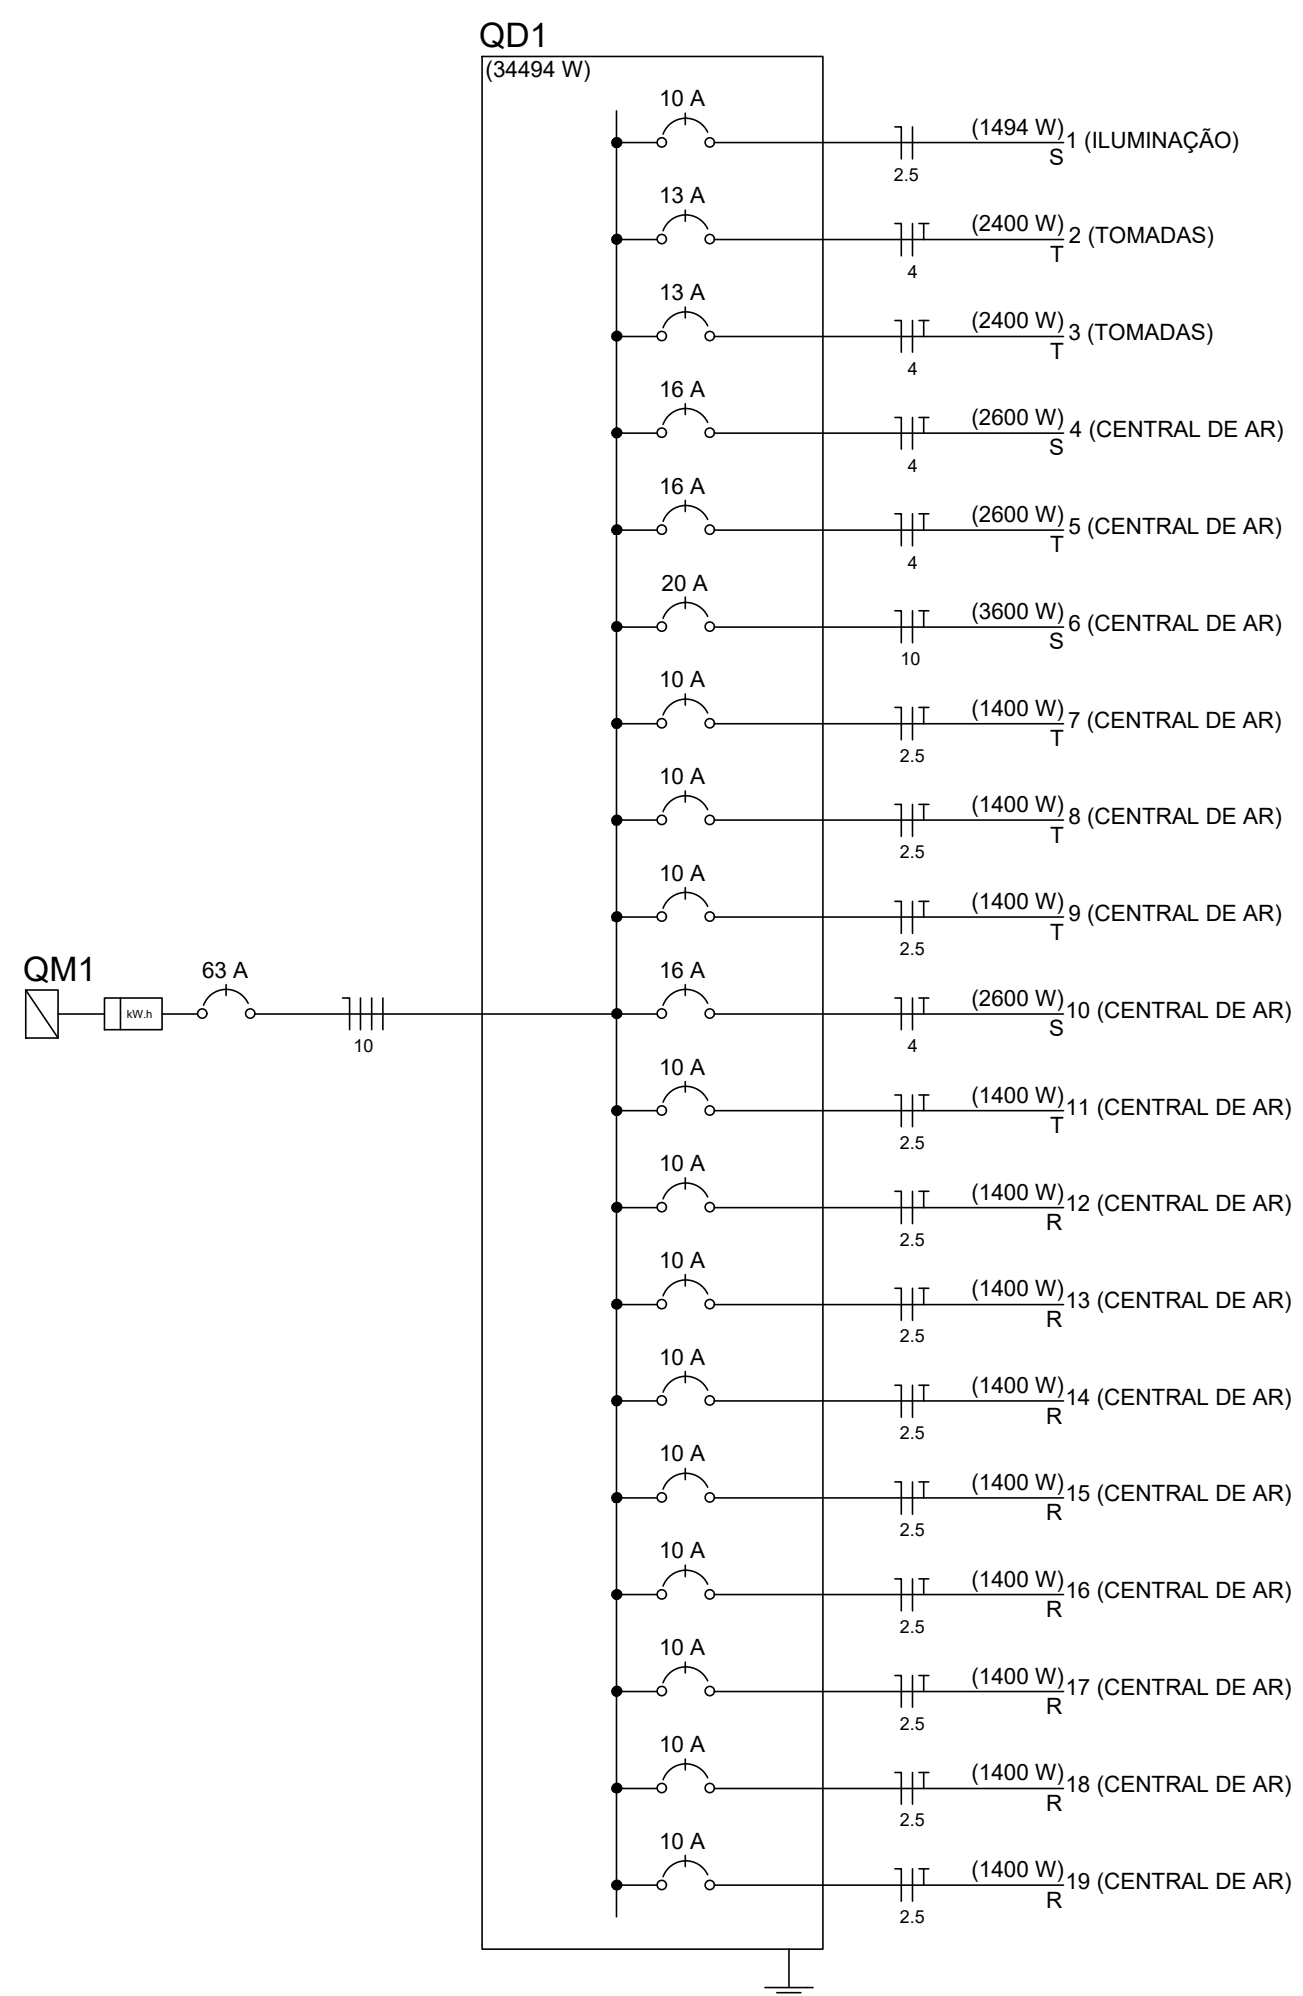 QD1
(34494 W)
10 A
(1494 W) 1 (ILUMINAÇÃO)
S
2.5
13 A
(2400 W) 2 (TOMADAS)
T T
4
13 A
(2400 W) 3 (TOMADAS)
T T
4
16 A
(2600 W) 4 (CENTRAL DE AR)
T S
4
16 A
(2600 W) 5 (CENTRAL DE AR)
T T
4
20 A
(3600 W) 6 (CENTRAL DE AR)
T S
10
10 A
(1400 W) 7 (CENTRAL DE AR)
T T
2.5
10 A
(1400 W) 8 (CENTRAL DE AR)
T T
2.5
10 A
(1400 W) 9 (CENTRAL DE AR)
T T
2.5
QM1
63 A
kW.h
10
16 A
(2600 W) 10 (CENTRAL DE AR)
T S
4
10 A
(1400 W) 11 (CENTRAL DE AR)
T T
2.5
10 A
(1400 W) 12 (CENTRAL DE AR)
T R
2.5
10 A
(1400 W) 13 (CENTRAL DE AR)
T R
2.5
10 A
(1400 W) 14 (CENTRAL DE AR)
T R
2.5
10 A
(1400 W) 15 (CENTRAL DE AR)
T R
2.5
10 A
(1400 W) 16 (CENTRAL DE AR)
T R
2.5
10 A
(1400 W) 17 (CENTRAL DE AR)
T R
2.5
10 A
(1400 W) 18 (CENTRAL DE AR)
T R
2.5
10 A
(1400 W) 19 (CENTRAL DE AR)
T R
2.5